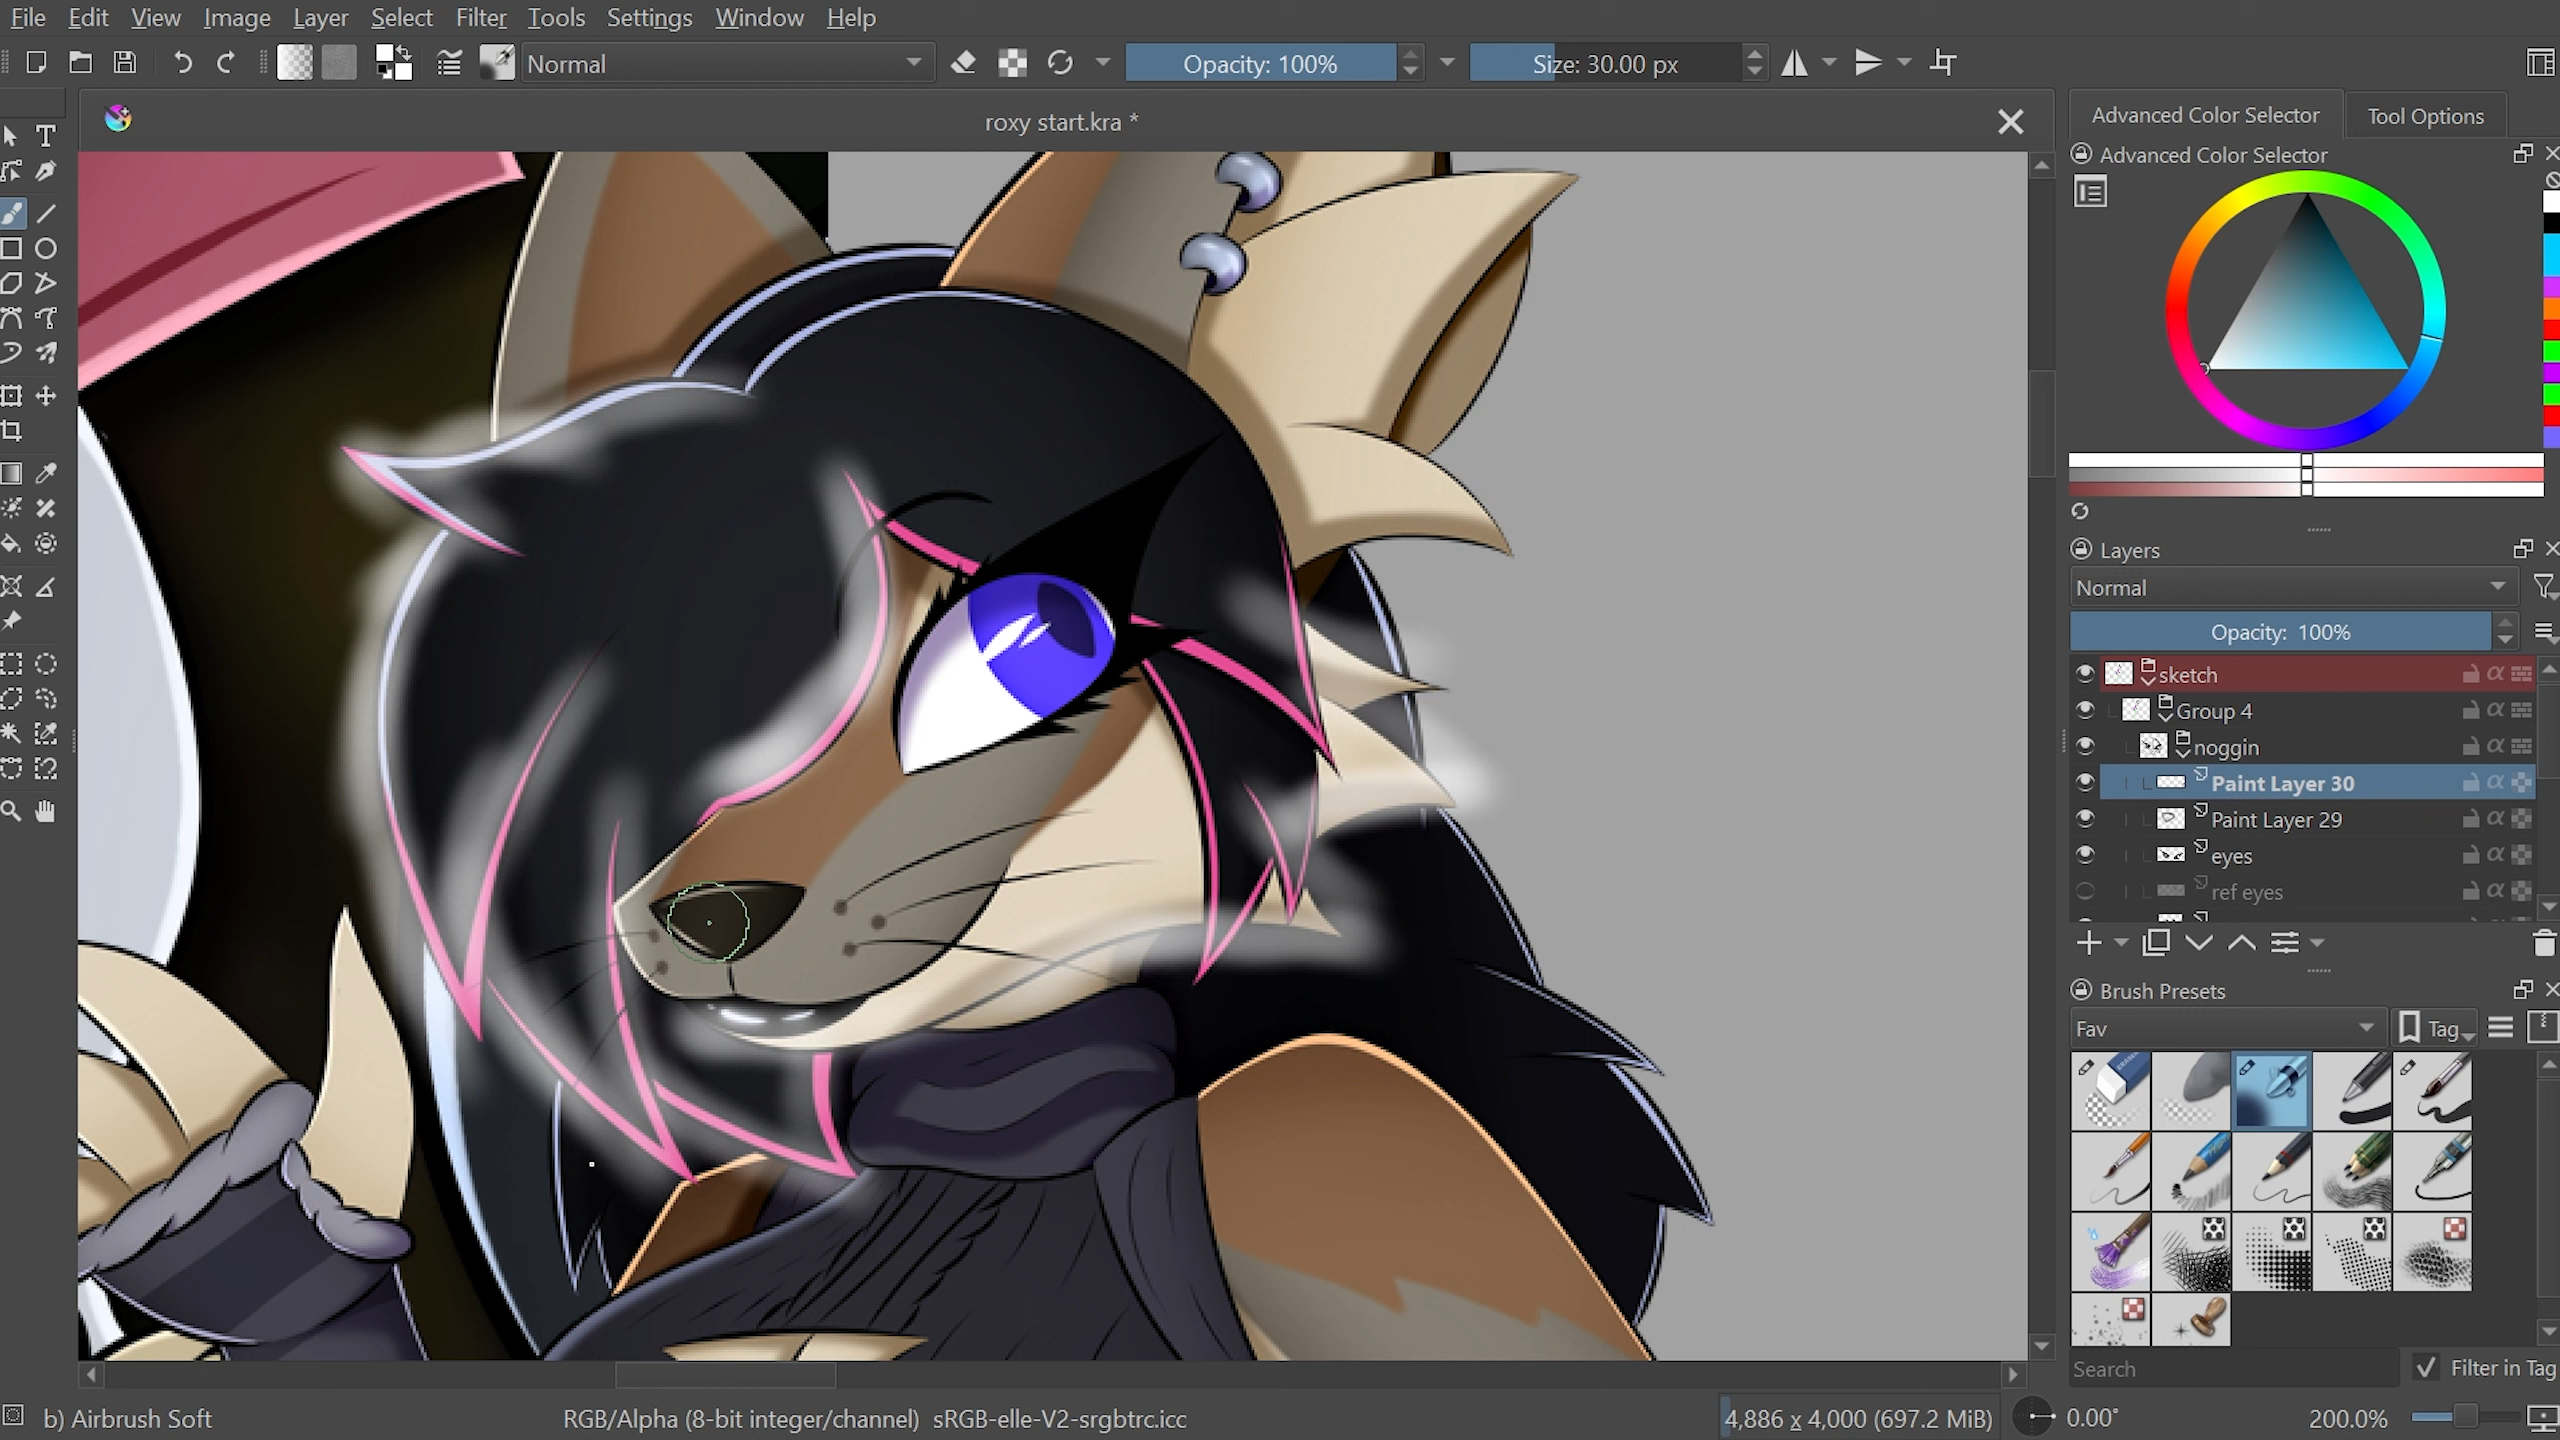 File Edit View Image Layer Select Filter Tools Settings Window Help
Normal
Opacity: 100%
Size: 30.00 px
roxy start.kra *
Advanced Color Selector
Tool Options
Advanced Color Selector
Layers
Normal
Opacity: 100%
sketch
Group 4
noggin
Paint Layer 30
Paint Layer 29
eyes
ref eyes
Brush Presets
Fav
Tag
Search
Filter in Tag
b) Airbrush Soft
RGB/Alpha (8-bit integer/channel) sRGB-elle-V2-srgbtrc.icc
4,886 x 4,000 (697.2 MiB)
0.00°
200.0%